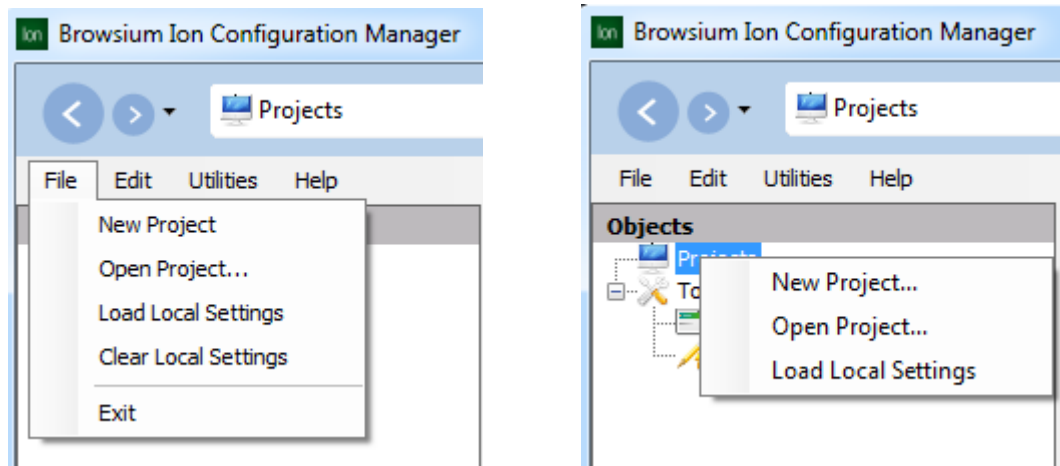 Ion Browsium Ion Configuration Manager
Projects
File Edit Utilities Help
New Project
Open Project...
Load Local Settings
Clear Local Settings
Exit
Ion Browsium Ion Configuration Manager
Projects
File Edit Utilities Help
Objects
New Project...
Open Project...
Load Local Settings